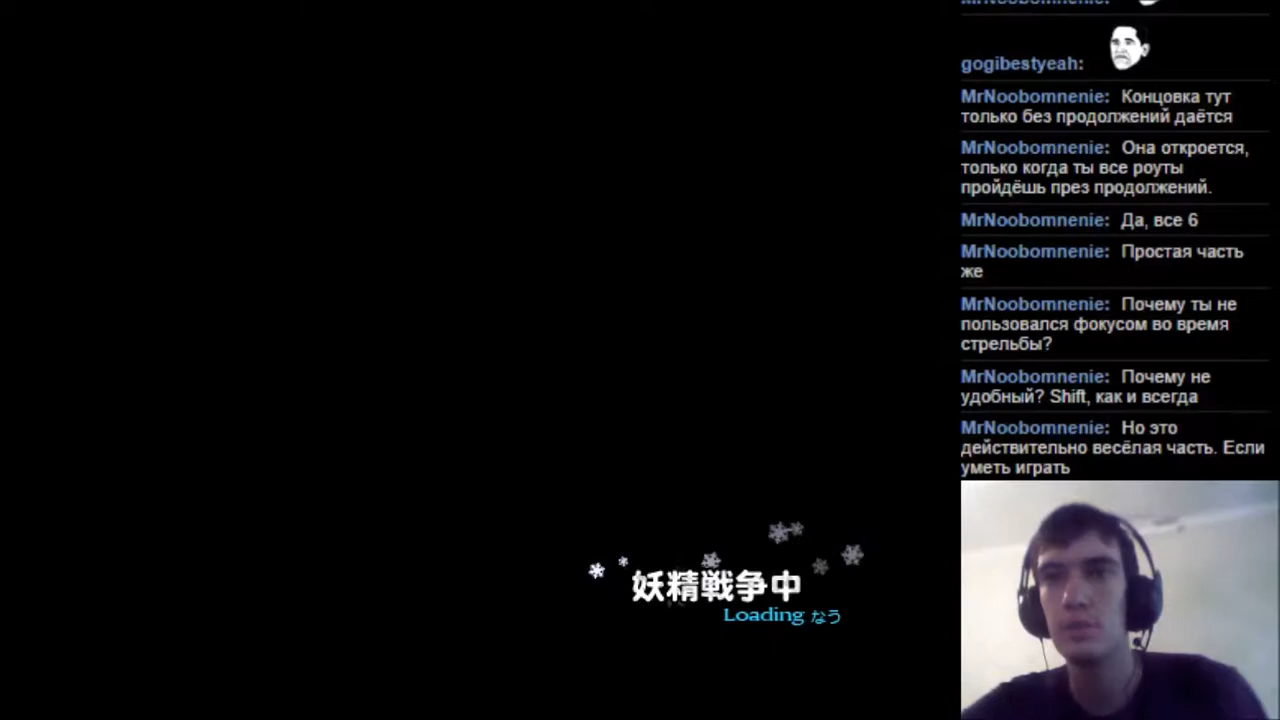 MrNoobomnenie:
gogibestyeah:
MrNoobomnenie: Концовка тут
только без продолжений даётся
MrNoobomnenie: Она откроется,
только когда ты все роуты
пройдёшь през продолжений.
MrNoobomnenie: Да, все 6
MrNoobomnenie: Простая часть
же
MrNoobomnenie: Почему ты не
пользовался фокусом во время
стрельбы?
MrNoobomnenie: Почему не
удобный? Shift, как и всегда
MrNoobomnenie: Но это
действительно весёлая часть. Если
уметь играть
妖精戦争中
Loading なう